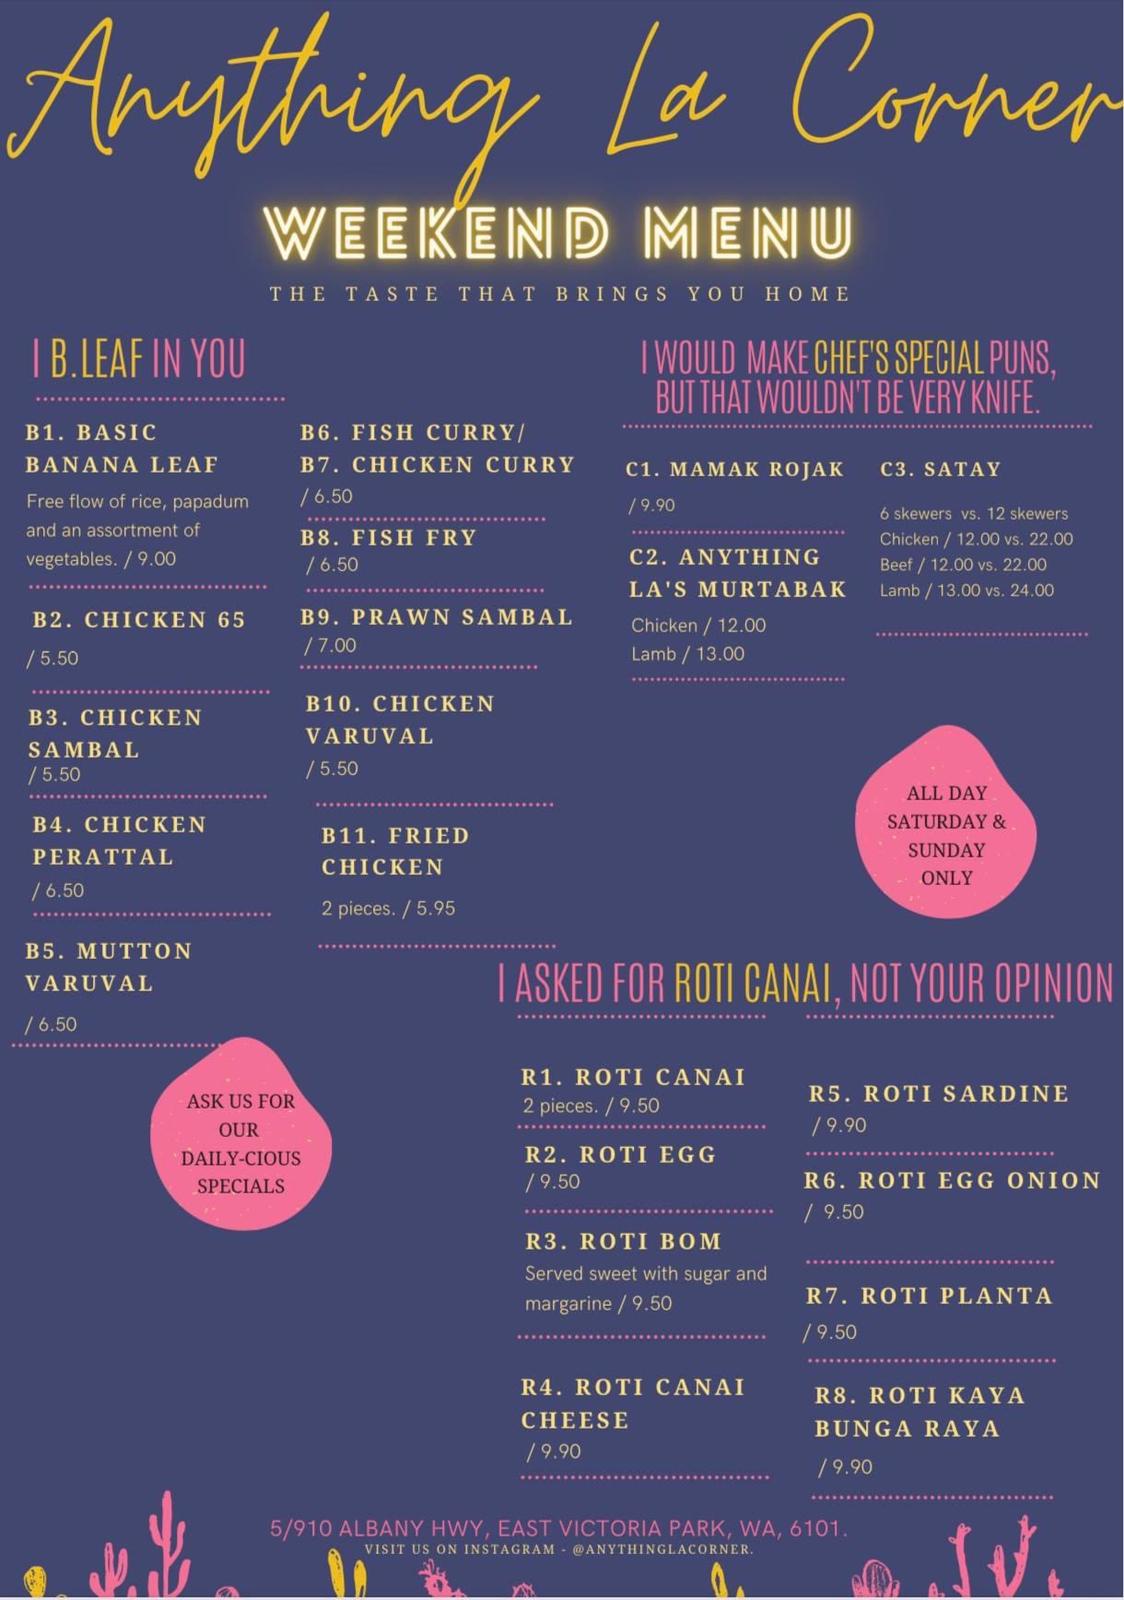 Anything La Corner
WEEKEND MENU
THE TASTE THAT BRINGS YOU HOME
I B.LEAF IN YOU
B1. BASIC
BANANA LEAF
Free flow of rice, papadum
and an assortment of
vegetables. / 9.00
B2. CHICKEN 65
/ 5.50
B3. CHICKEN
SAMBAL
/ 5.50
B4. CHICKEN
PERATTAL
/ 6.50
B5. MUTTON
VARUVAL
/ 6.50
B6. FISH CURRY/
B7. CHICKEN CURRY
/ 6.50
B8. FISH FRY
/ 6.50
B9. PRAWN SAMBAL
/ 7.00
B10. CHICKEN
VARUVAL
/ 5.50
B11. FRIED
CHICKEN
2 pieces. / 5.95
ASK US FOR
OUR
DAILY-CIOUS
SPECIALS
I WOULD MAKE CHEF'S SPECIAL PUNS,
BUT THAT WOULDN'T BE VERY KNIFE.
C1. MAMAK ROJAK
/ 9.90
C2. ANYTHING
LA'S MURTABAK
Chicken / 12.00
Lamb / 13.00
C3. SATAY
6 skewers vs. 12 skewers
Chicken / 12.00 vs. 22.00
Beef / 12.00 vs. 22.00
Lamb / 13.00 vs. 24.00
ALL DAY
SATURDAY &
SUNDAY
ONLY
I ASKED FOR ROTI CANAI, NOT YOUR OPINION
R1. ROTI CANAI
2 pieces. / 9.50
R2. ROTI EGG
/ 9.50
R3. ROTI BOM
Served sweet with sugar and
margarine / 9.50
R4. ROTI CANAI
CHEESE
/ 9.90
R5. ROTI SARDINE
/ 9.90
R6. ROTI EGG ONION
/ 9.50
R7. ROTI PLANTA
/ 9.50
R8. ROTI KAYA
BUNGA RAYA
/ 9.90
5/910 ALBANY HWY, EAST VICTORIA PARK, WA, 6101.
VISIT US ON INSTAGRAM - @ANYTHINGLACORNER.